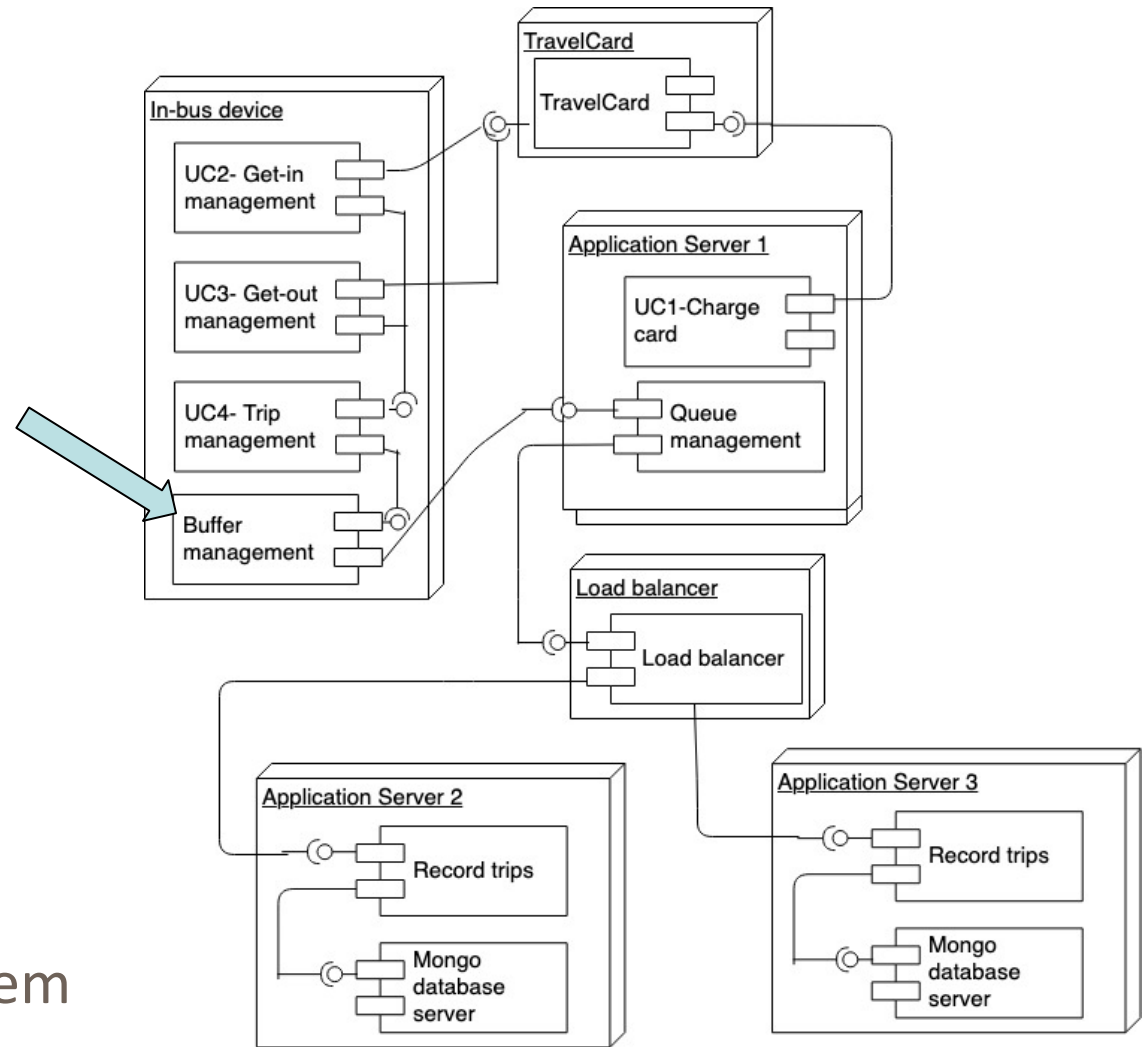 TravelCard
TravelCard
In-bus device
UC2- Get-in
management
UC3- Get-out
management
UC4- Trip
management
Buffer
management
Application Server 1
UC1-Charge
card
Queue
management
Load balancer
Load balancer
Application Server 2
Record trips
Mongo
database
server
Application Server 3
Record trips
Mongo
database
server
em